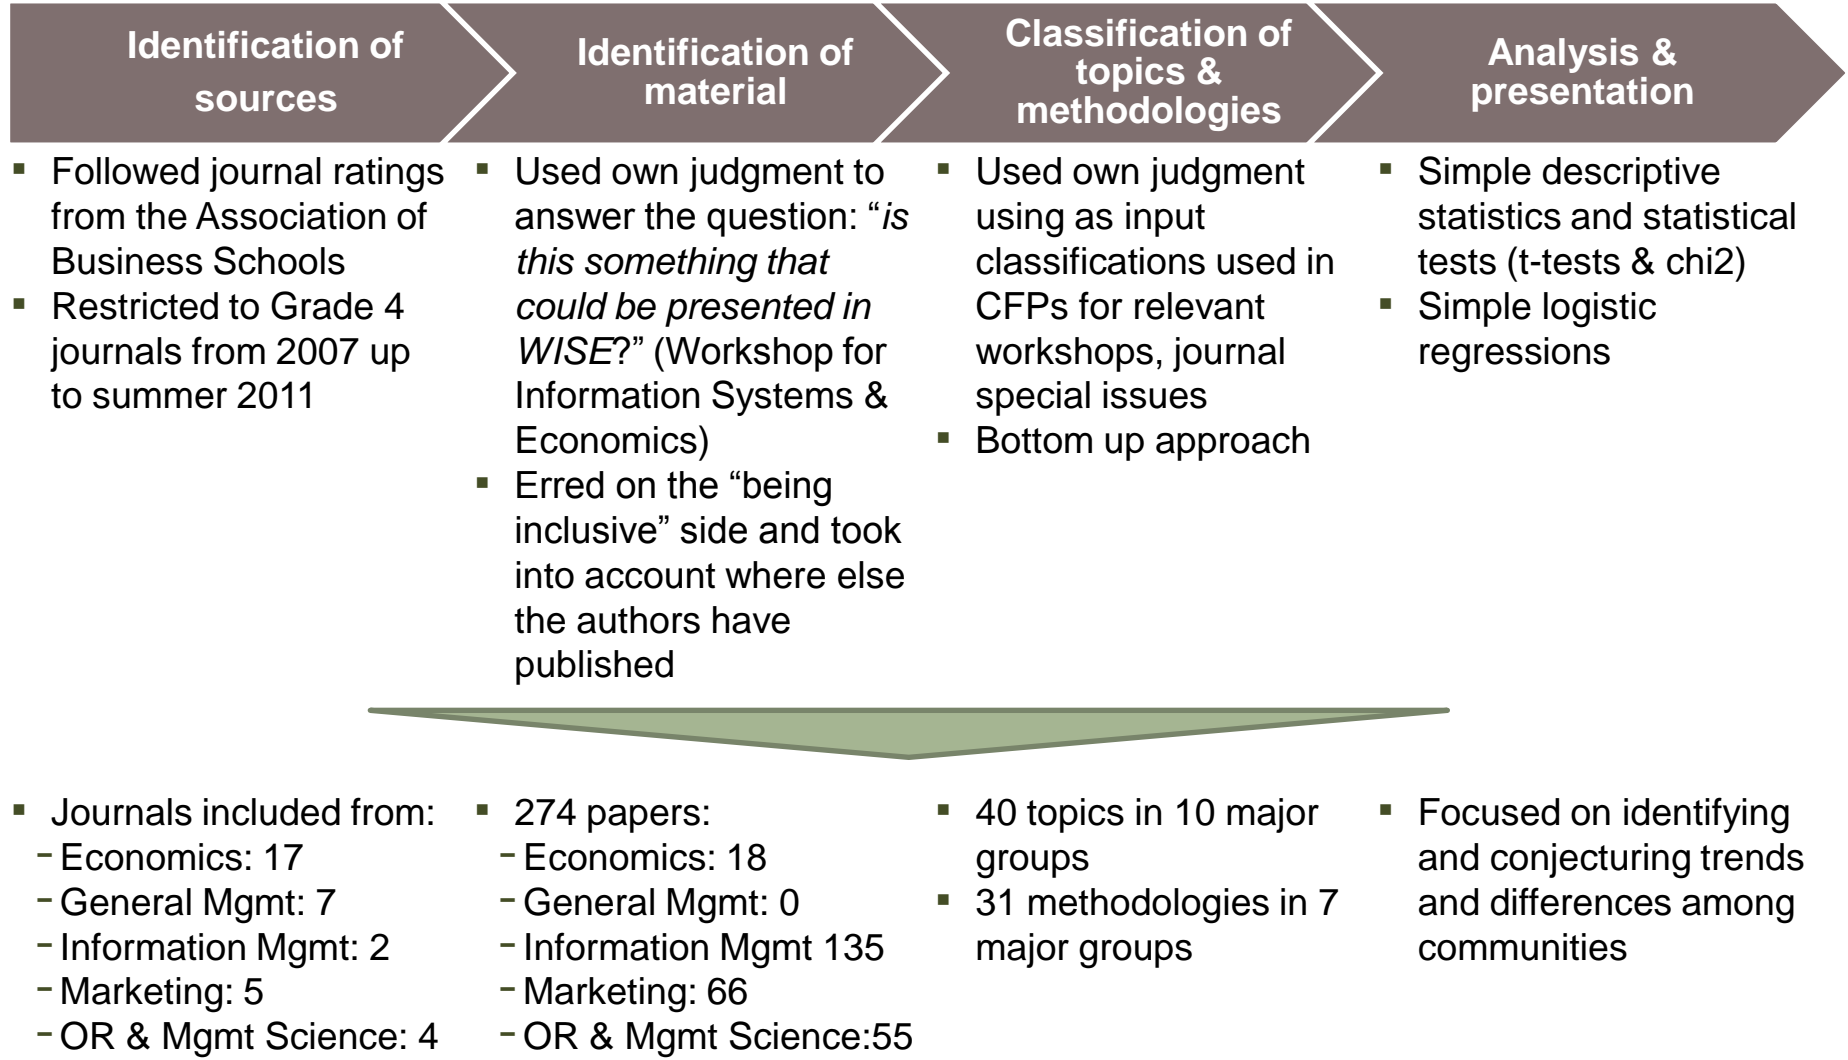 Identification of
sources
Identification of
material
Classification of
topics &
methodologies
Analysis &
presentation
▪ Followed journal ratings
from the Association of
Business Schools
▪ Restricted to Grade 4
journals from 2007 up
to summer 2011
▪ Used own judgment to
answer the question: “is
this something that
could be presented in
WISE?” (Workshop for
Information Systems &
Economics)
▪ Erred on the “being
inclusive” side and took
into account where else
the authors have
published
▪ Used own judgment
using as input
classifications used in
CFPs for relevant
workshops, journal
special issues
▪ Bottom up approach
▪ Simple descriptive
statistics and statistical
tests (t-tests & chi2)
▪ Simple logistic
regressions
▪ Journals included from:
− Economics: 17
− General Mgmt: 7
− Information Mgmt: 2
− Marketing: 5
− OR & Mgmt Science: 4
▪ 274 papers:
− Economics: 18
− General Mgmt: 0
− Information Mgmt 135
− Marketing: 66
− OR & Mgmt Science:55
▪ 40 topics in 10 major
groups
▪ 31 methodologies in 7
major groups
▪ Focused on identifying
and conjecturing trends
and differences among
communities